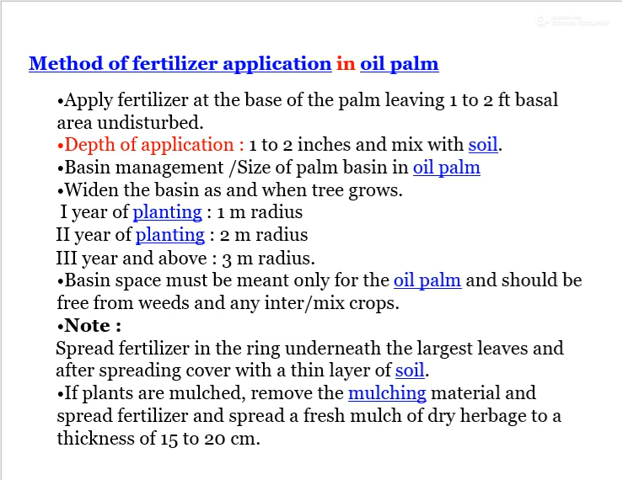 Method of fertilizer application in oil palm
•Apply fertilizer at the base of the palm leaving 1 to 2 ft basal
area undisturbed.
•Depth of application : 1 to 2 inches and mix with soil.
•Basin management /Size of palm basin in oil palm
•Widen the basin as and when tree grows.
I year of planting : 1 m radius
II year of planting : 2 m radius
III year and above : 3 m radius.
•Basin space must be meant only for the oil palm and should be
free from weeds and any inter/mix crops.
•Note :
Spread fertilizer in the ring underneath the largest leaves and
after spreading cover with a thin layer of soil.
•If plants are mulched, remove the mulching material and
spread fertilizer and spread a fresh mulch of dry herbage to a
thickness of 15 to 20 cm.